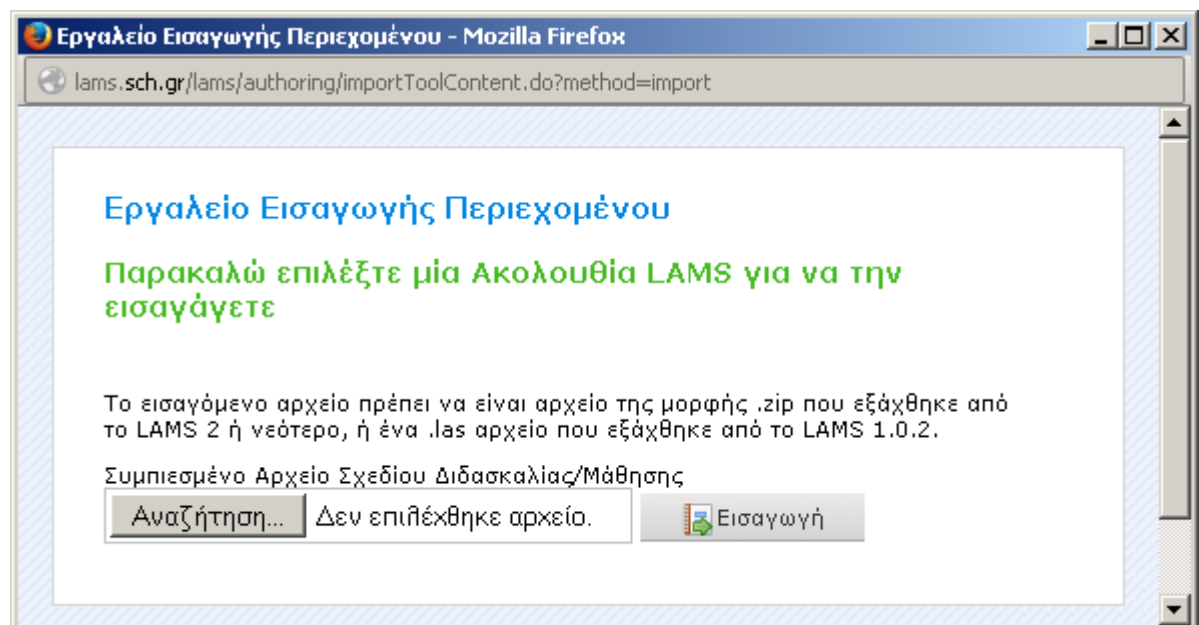 Εργαλείο Εισαγωγής Περιεχομένου - Mozilla Firefox
lams.sch.gr/lams/authoring/importToolContent.do?method=import
Εργαλείο Εισαγωγής Περιεχομένου
Παρακαλώ επιλέξτε μία Ακολουθία LAMS για να την
εισαγάγετε
Το εισαγόμενο αρχείο πρέπει να είναι αρχείο της μορφής .zip που εξάχθηκε από
το LAMS 2 ή νεότερο, ή ένα .las αρχείο που εξάχθηκε από το LAMS 1.0.2.
Συμπιεσμένο Αρχείο Σχεδίου Διδασκαλίας/Μάθησης
Αναζήτηση... Δεν επιλέχθηκε αρχείο. Εισαγωγή